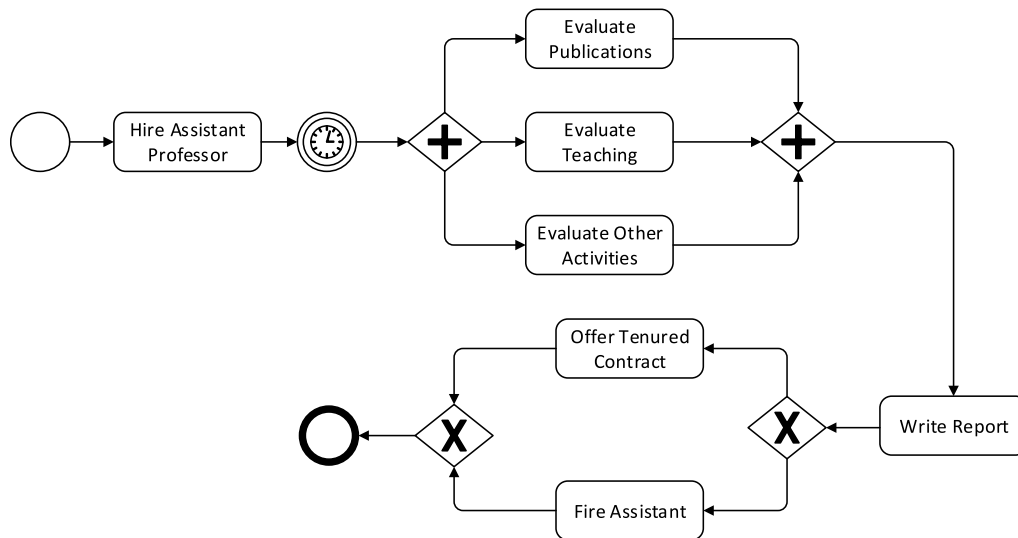 Evaluate
Publications
Hire Assistant
Professor
Evaluate
Teaching
Evaluate Other
Activities
Offer Tenured
Contract
Write Report
Fire Assistant